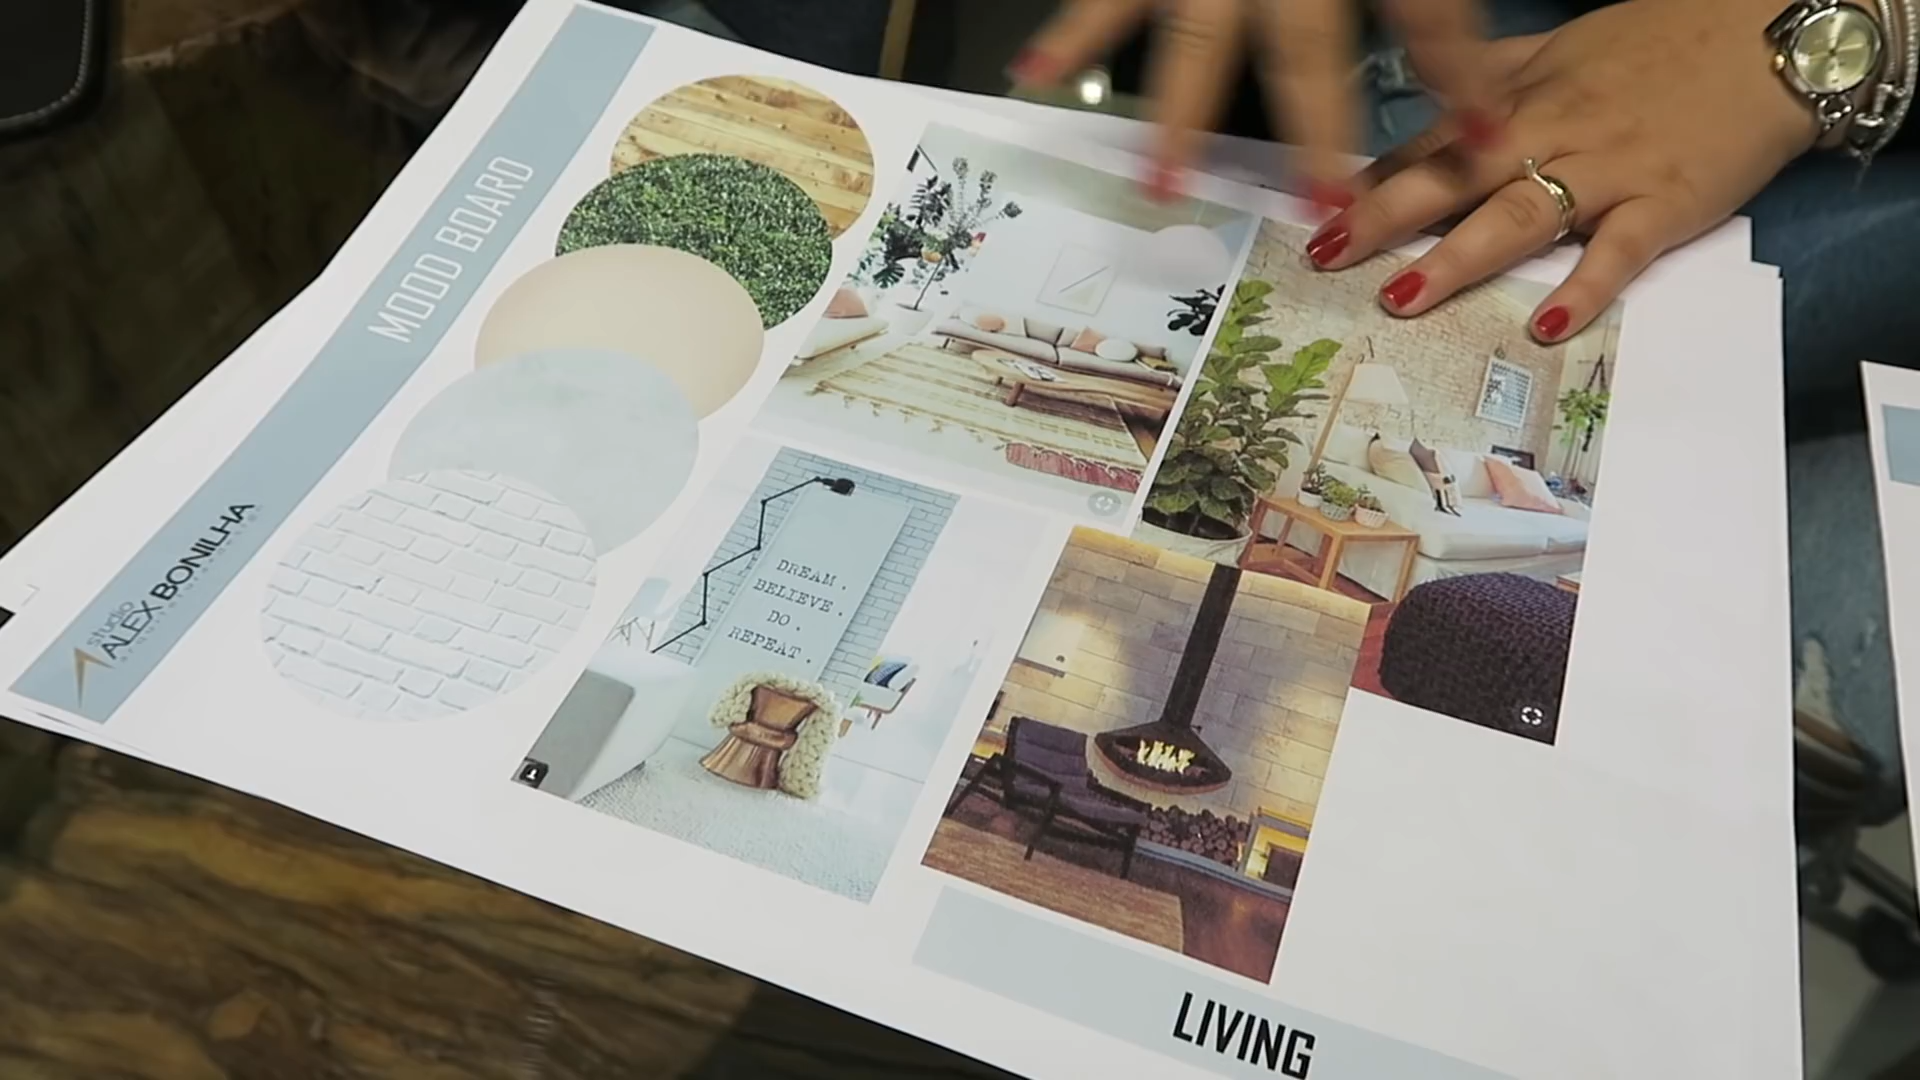 MOOD BOARD
studio
ALEX BONILHA
DREAM.
BELIEVE.
DO.
REPEAT.
LIVING